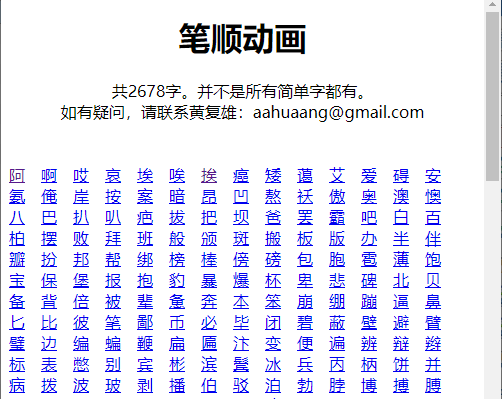 笔顺动画
共2678字。并不是所有简单字都有。
如有疑问，请联系黄复雄：aahuaang@gmail.com
阿 啊 哎 哀 埃 唉 挨 癌 矮 蔼 艾 爱 碍 安
氨 俺 岸 按 案 暗 昂 凹 熬 袄 傲 奥 澳 懊
八 巴 扒 叭 疤 拔 把 坝 爸 罢 霸 吧 白 百
柏 摆 败 拜 班 般 颁 斑 搬 板 版 办 半 伴
瓣 扮 邦 帮 绑 榜 棒 傍 磅 包 胞 雹 薄 饱
宝 保 堡 报 抱 豹 暴 爆 杯 卑 悲 碑 北 贝
备 背 倍 被 辈 惫 奔 本 笨 崩 绷 蹦 逼 鼻
匕 比 彼 笔 鄙 币 必 毕 闭 碧 蔽 壁 避 臂
璧 边 编 蝙 鞭 扁 匾 汴 变 便 遍 辨 辩 辫
标 表 憋 别 宾 彬 滨 鬓 冰 兵 丙 柄 饼 并
病 拨 波 玻 剥 播 伯 驳 泊 勃 脖 博 搏 膊